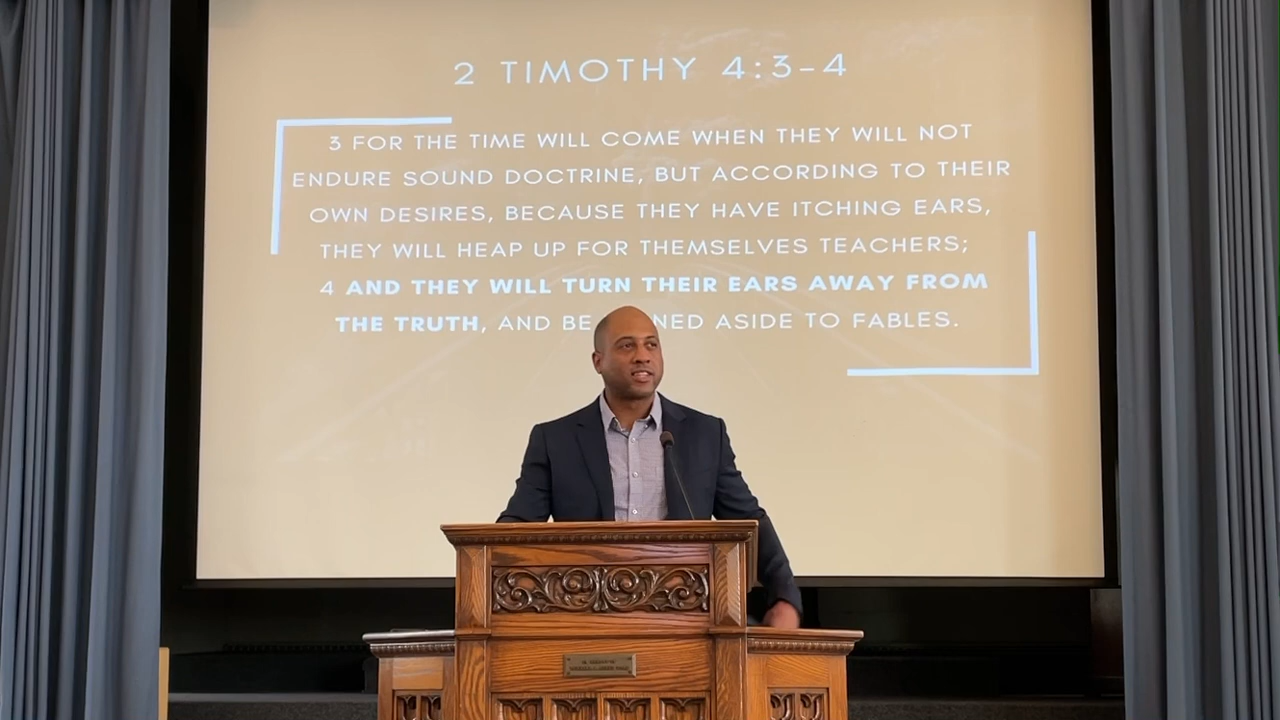 2 TIMOTHY 4:3-4
3 FOR THE TIME WILL COME WHEN THEY WILL NOT
ENDURE SOUND DOCTRINE, BUT ACCORDING TO THEIR
OWN DESIRES, BECAUSE THEY HAVE ITCHING EARS,
THEY WILL HEAP UP FOR THEMSELVES TEACHERS;
4 AND THEY WILL TURN THEIR EARS AWAY FROM
THE TRUTH, AND BE NED ASIDE TO FABLES.